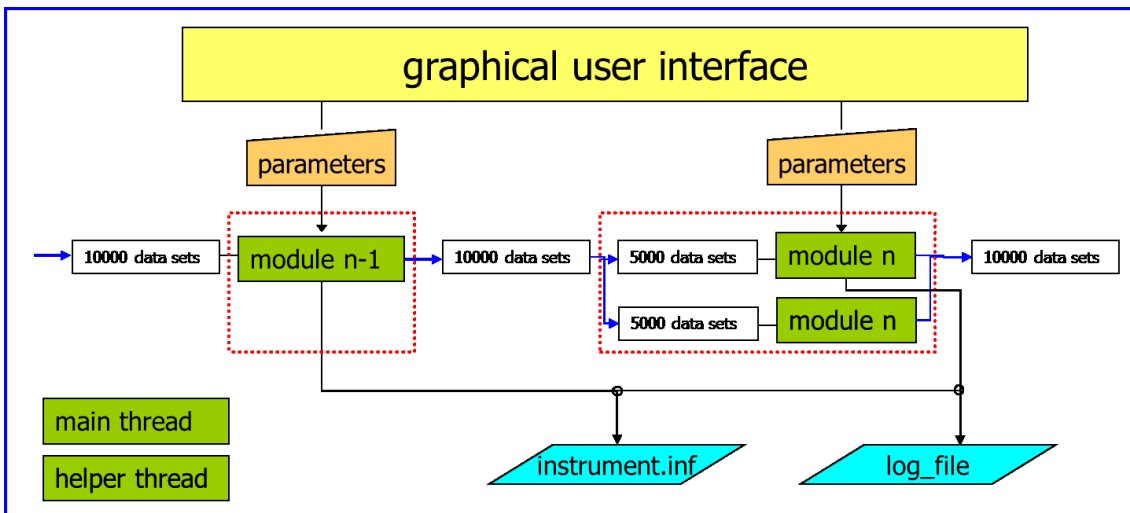 graphical user interface
parameters
parameters
10000 data sets
module n-1
10000 data sets
5000 data sets
module n
10000 data sets
5000 data sets
module n
main thread
helper thread
instrument.inf
log_file